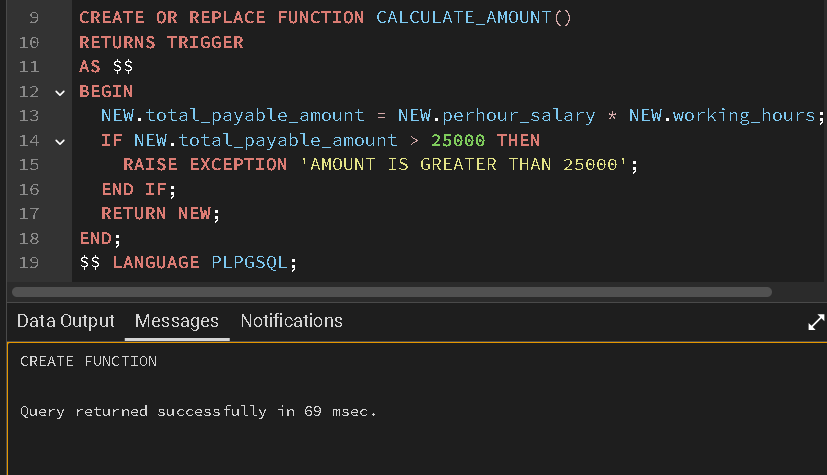 9 CREATE OR REPLACE FUNCTION CALCULATE_AMOUNT()
10 RETURNS TRIGGER
11 AS $$
12 BEGIN
13 NEW.total_payable_amount = NEW.perhour_salary * NEW.working_hours;
14 IF NEW.total_payable_amount > 25000 THEN
15 RAISE EXCEPTION 'AMOUNT IS GREATER THAN 25000';
16 END IF;
17 RETURN NEW;
18 END;
19 $$ LANGUAGE PLPGSQL;
Data Output Messages Notifications
CREATE FUNCTION
Query returned successfully in 69 msec.